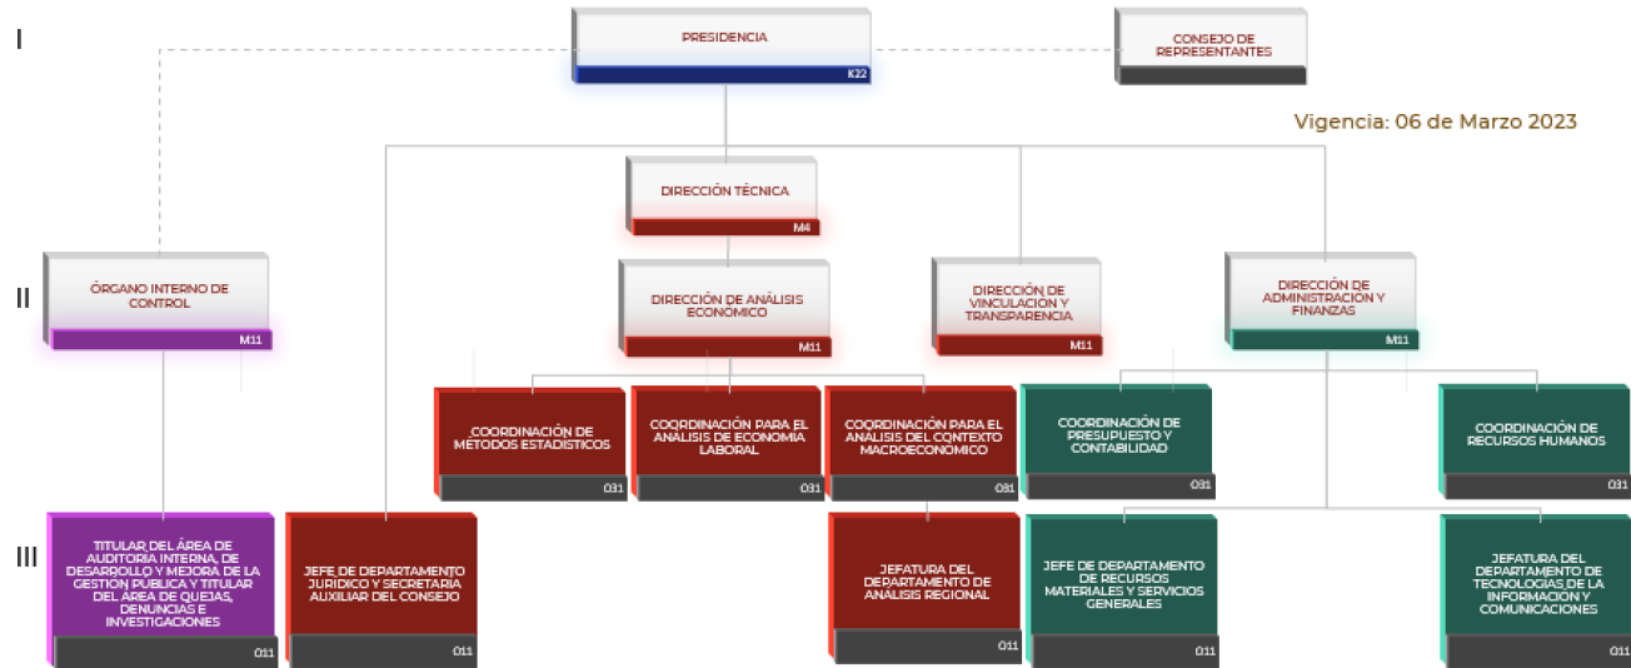 I
PRESIDENCIA
K22
CONSEJO DE
REPRESENTANTES
Vigencia: 06 de Marzo 2023
DIRECCIÓN TÉCNICA
M4
II
ÓRGANO INTERNO DE
CONTROL
M11
DIRECCIÓN DE ANÁLISIS
ECONÓMICO
M11
DIRECCIÓN DE
VINCULACIÓN Y
TRANSPARENCIA
M11
DIRECCIÓN DE
ADMINISTRACIÓN Y
FINANZAS
M11
COORDINACIÓN DE
MÉTODOS ESTADÍSTICOS
O31
COORDINACIÓN PARA EL
ANÁLISIS DE ECONOMIA
LABORAL
O31
COORDINACIÓN PARA EL
ANÁLISIS DEL CONTEXTO
MACROECONÓMICO
O31
COORDINACIÓN DE
PRESUPUESTO Y
CONTABILIDAD
O31
COORDINACIÓN DE
RECURSOS HUMANOS
O31
III
TITULAR DEL ÁREA DE
AUDITORIA INTERNA, DE
DESARROLLO Y MEJORA DE LA
GESTIÓN PÚBLICA Y TITULAR
DEL ÁREA DE QUEJAS,
DENUNCIAS E
INVESTIGACIONES
O11
JEFE DE DEPARTAMENTO
JURÍDICO Y SECRETARÍA
AUXILIAR DEL CONSEJO
O11
JEFATURA DEL
DEPARTAMENTO DE
ANÁLISIS REGIONAL
O11
JEFE DE DEPARTAMENTO
DE RECURSOS
MATERIALES Y SERVICIOS
GENERALES
O11
JEFATURA DEL
DEPARTAMENTO DE
TECNOLOGÍAS DE LA
INFORMACIÓN Y
COMUNICACIONES
O11